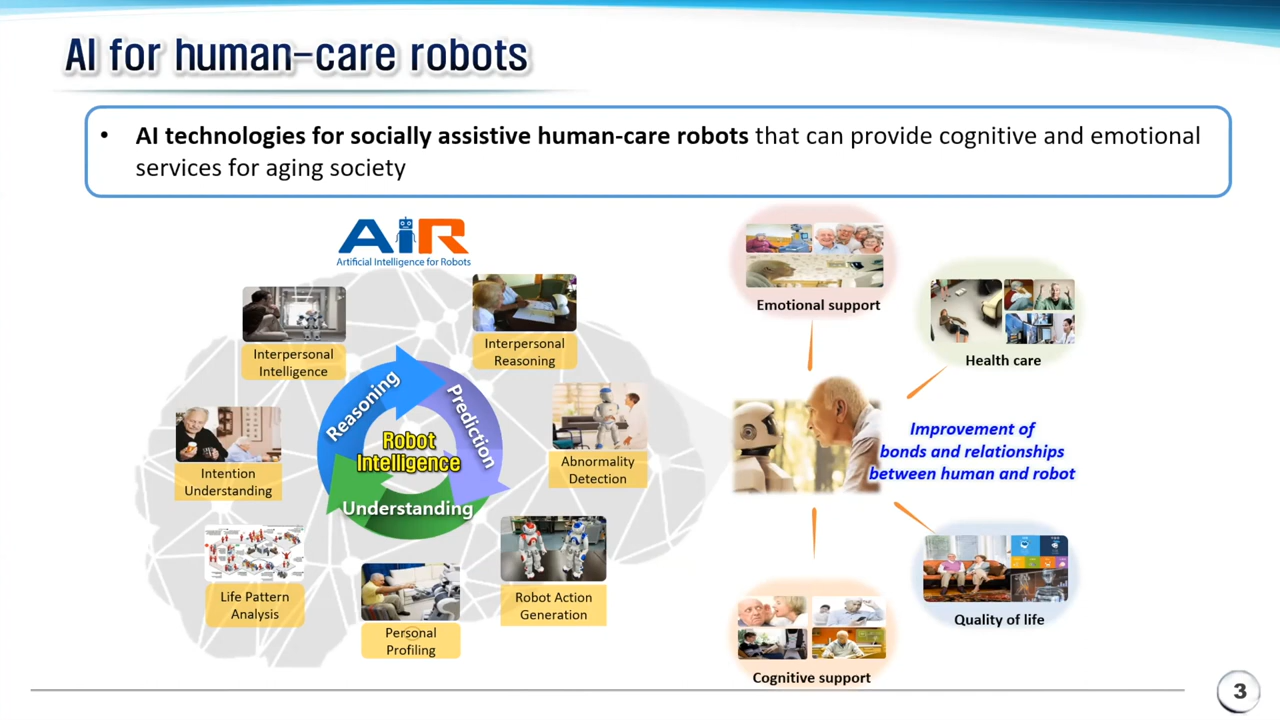 AI for human-care robots
• AI technologies for socially assistive human-care robots that can provide cognitive and emotional
services for aging society
AiR
Artificial Intelligence for Robots
Interpersonal
Intelligence
Interpersonal
Reasoning
Reasoning
Prediction
Understanding
Robot
Intelligence
Intention
Understanding
Abnormality
Detection
Life Pattern
Analysis
Personal
Profiling
Robot Action
Generation
Emotional support
Health care
Improvement of
bonds and relationships
between human and robot
Quality of life
Cognitive support
3